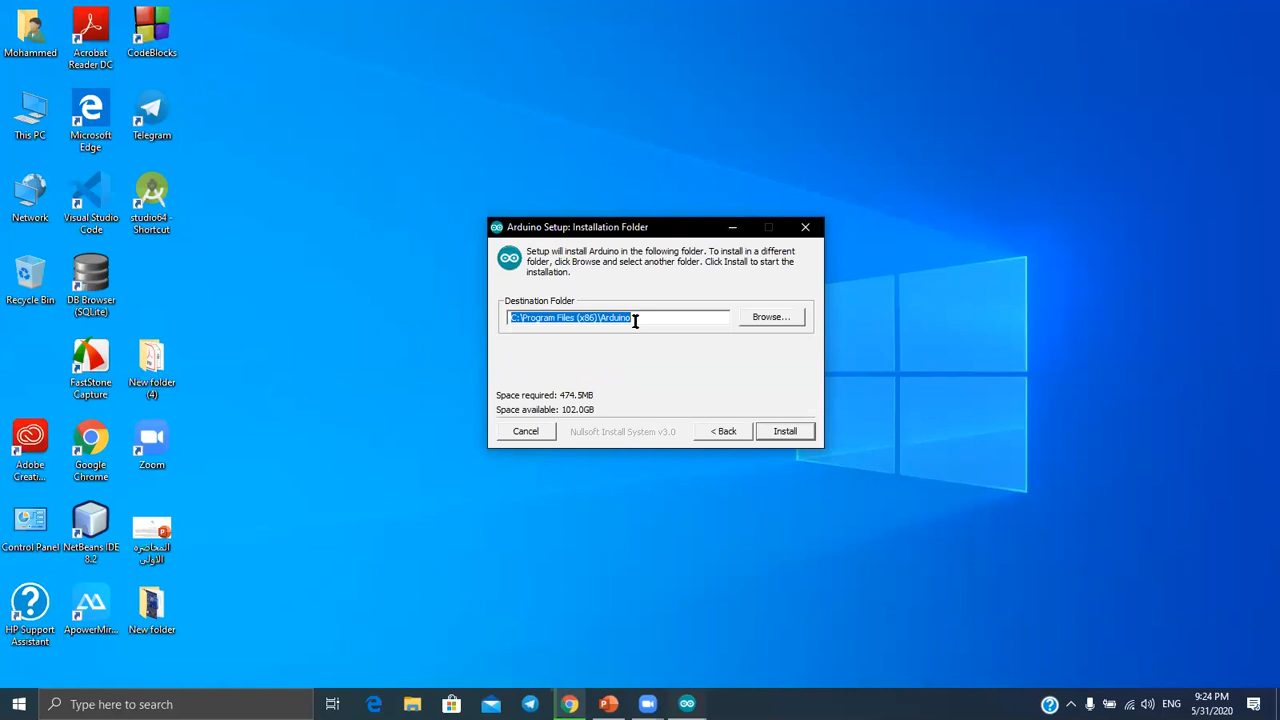 Mohammed
Acrobat
Reader DC
CodeBlocks
This PC
Microsoft
Edge
Telegram
Network
Visual Studio
Code
studio64 -
Shortcut
Recycle Bin
DB Browser
(SQLite)
FastStone
Capture
New folder
(4)
Adobe
Creati...
Google
Chrome
Zoom
Control Panel
NetBeans IDE
8.2
المحاضره
الاولى
HP Support
Assistant
ApowerMir...
New folder
Arduino Setup: Installation Folder
Setup will install Arduino in the following folder. To install in a different
folder, click Browse and select another folder. Click Install to start the
installation.
Destination Folder
C:\Program Files (x86)\Arduino
Browse...
Space required: 474.5MB
Space available: 102.0GB
Cancel
Nullsoft Install System v3.0
< Back
Install
Type here to search
ENG
9:24 PM
5/31/2020